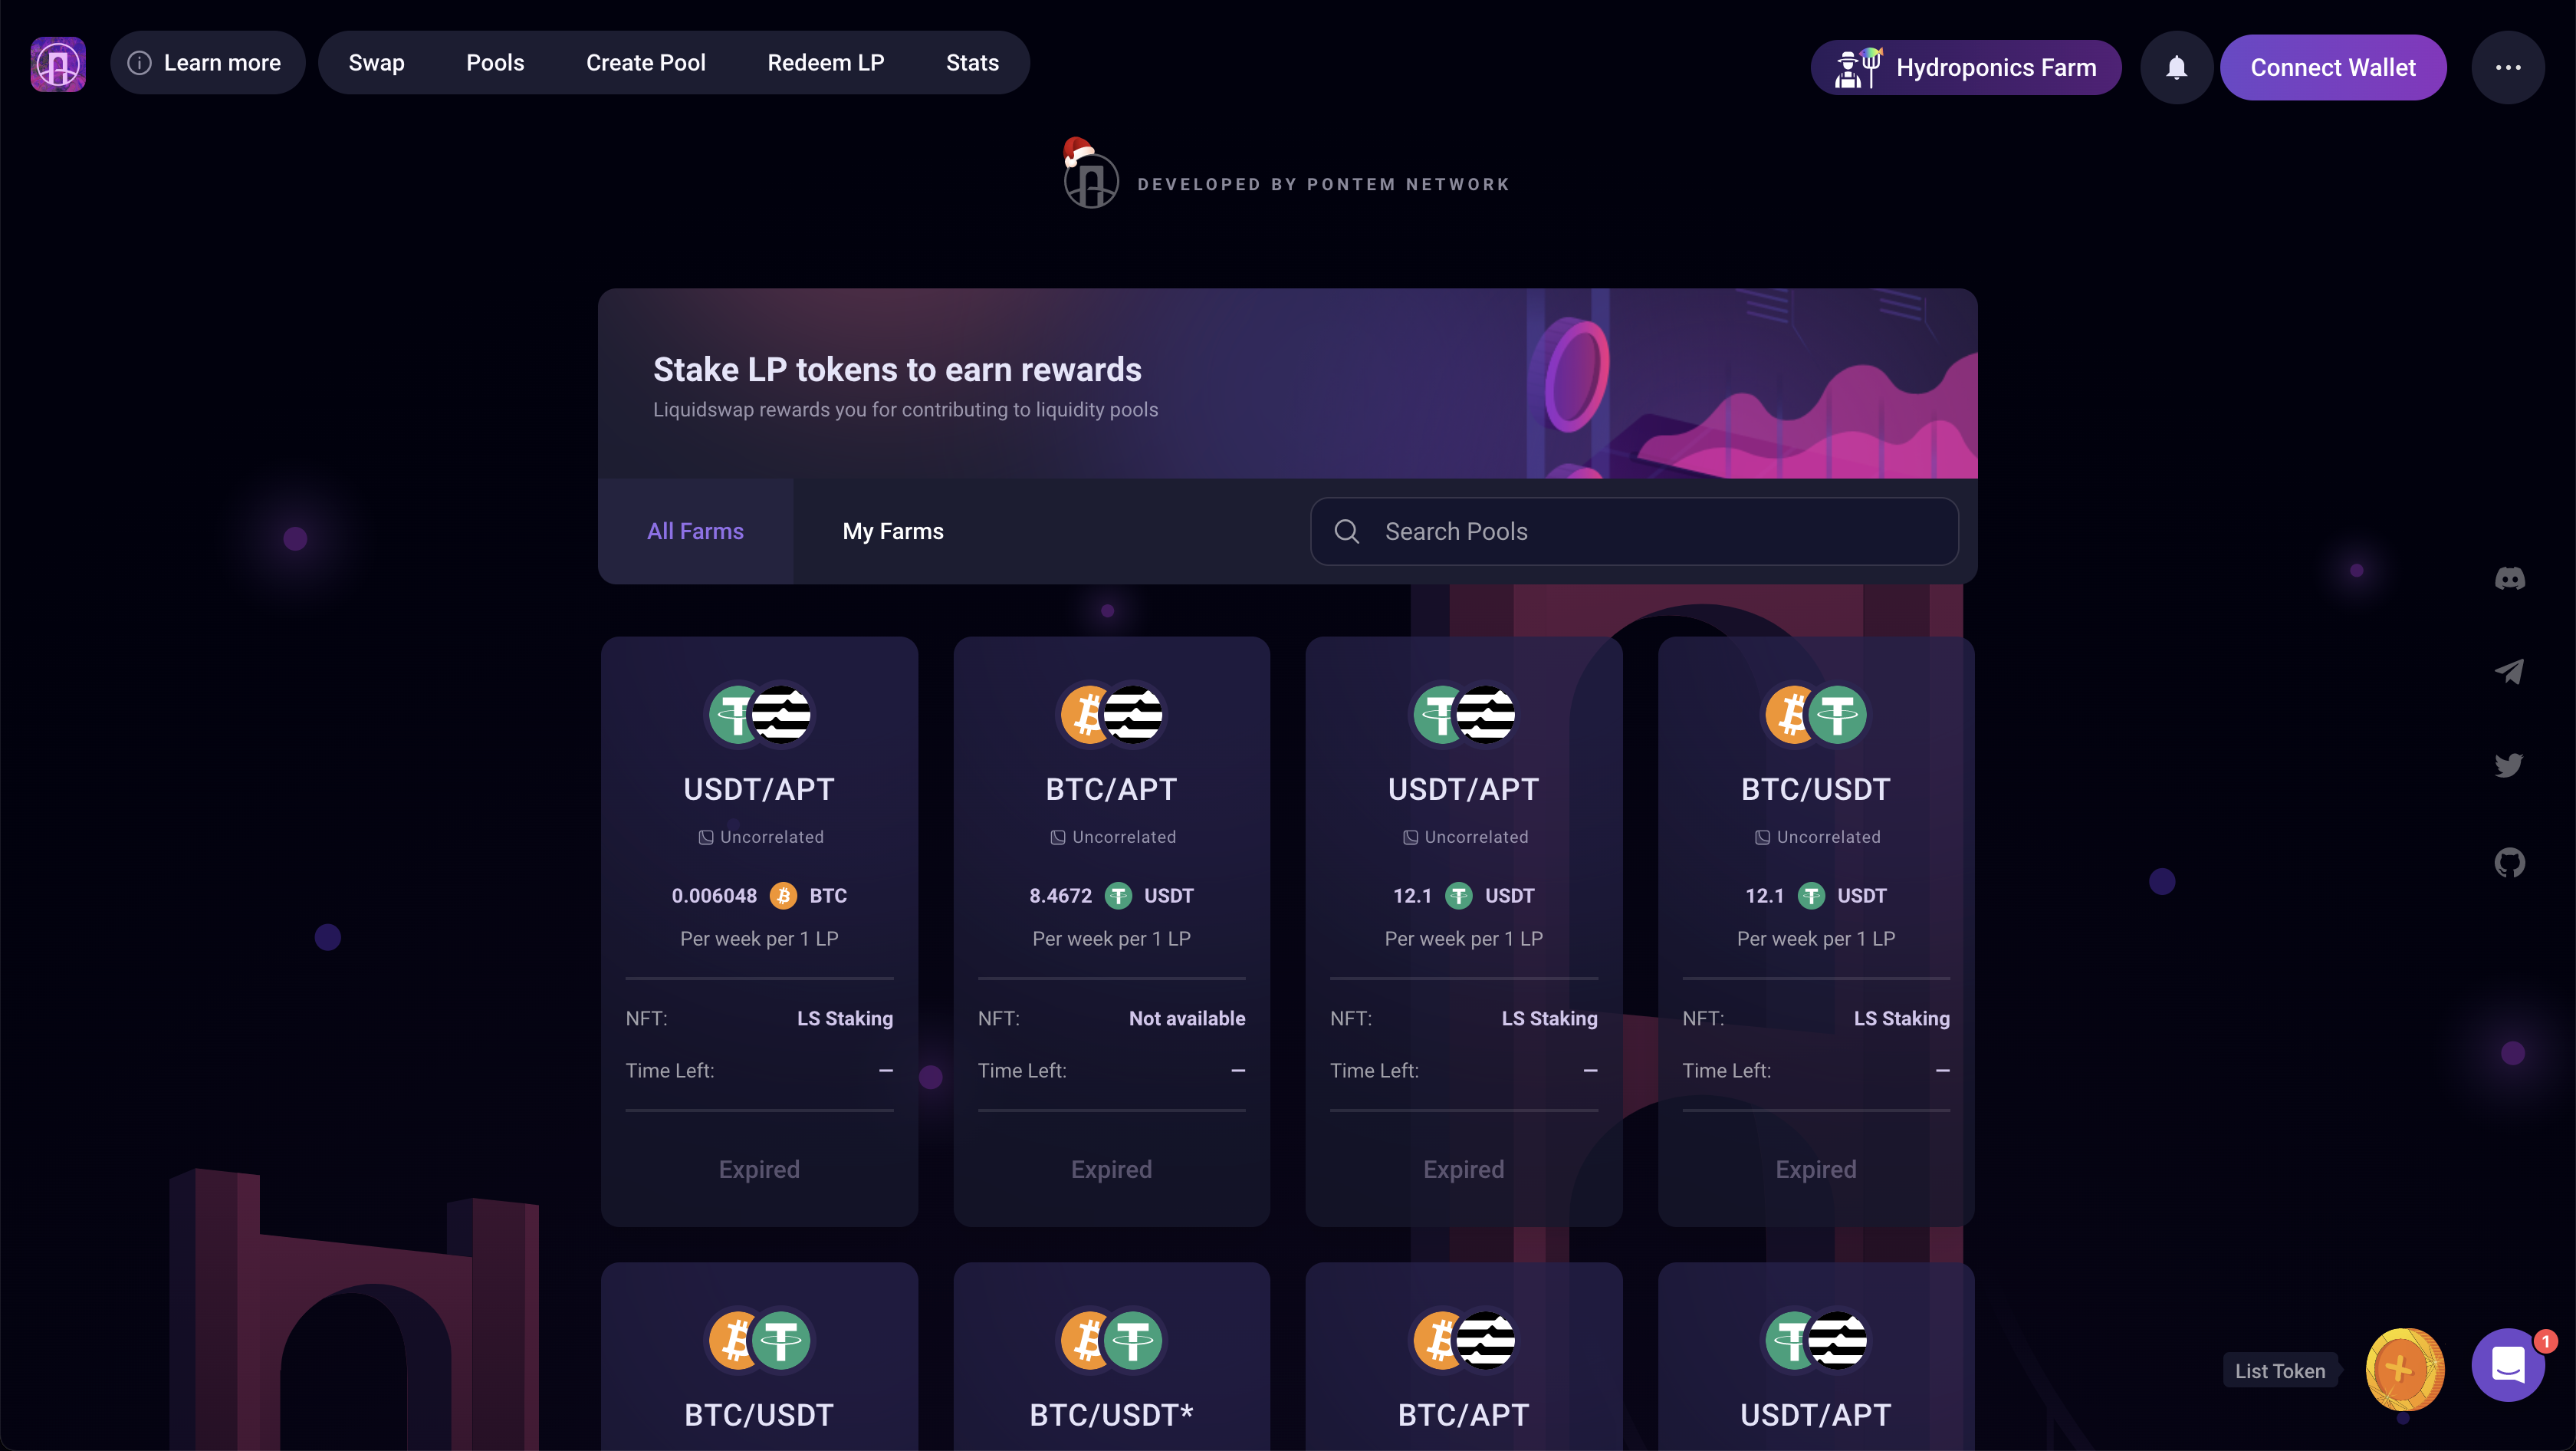 Learn more
Swap
Pools
Create Pool
Redeem LP
Stats
Hydroponics Farm
Connect Wallet
DEVELOPED BY PONTEM NETWORK
Stake LP tokens to earn rewards
Liquidswap rewards you for contributing to liquidity pools
All Farms
My Farms
Search Pools
USDT/APT
Uncorrelated
0.006048 BTC
Per week per 1 LP
NFT: LS Staking
Time Left: –
Expired
BTC/APT
Uncorrelated
8.4672 USDT
Per week per 1 LP
NFT: Not available
Time Left: –
Expired
USDT/APT
Uncorrelated
12.1 USDT
Per week per 1 LP
NFT: LS Staking
Time Left: –
Expired
BTC/USDT
Uncorrelated
12.1 USDT
Per week per 1 LP
NFT: LS Staking
Time Left: –
Expired
BTC/USDT
BTC/USDT*
BTC/APT
USDT/APT
List Token
1